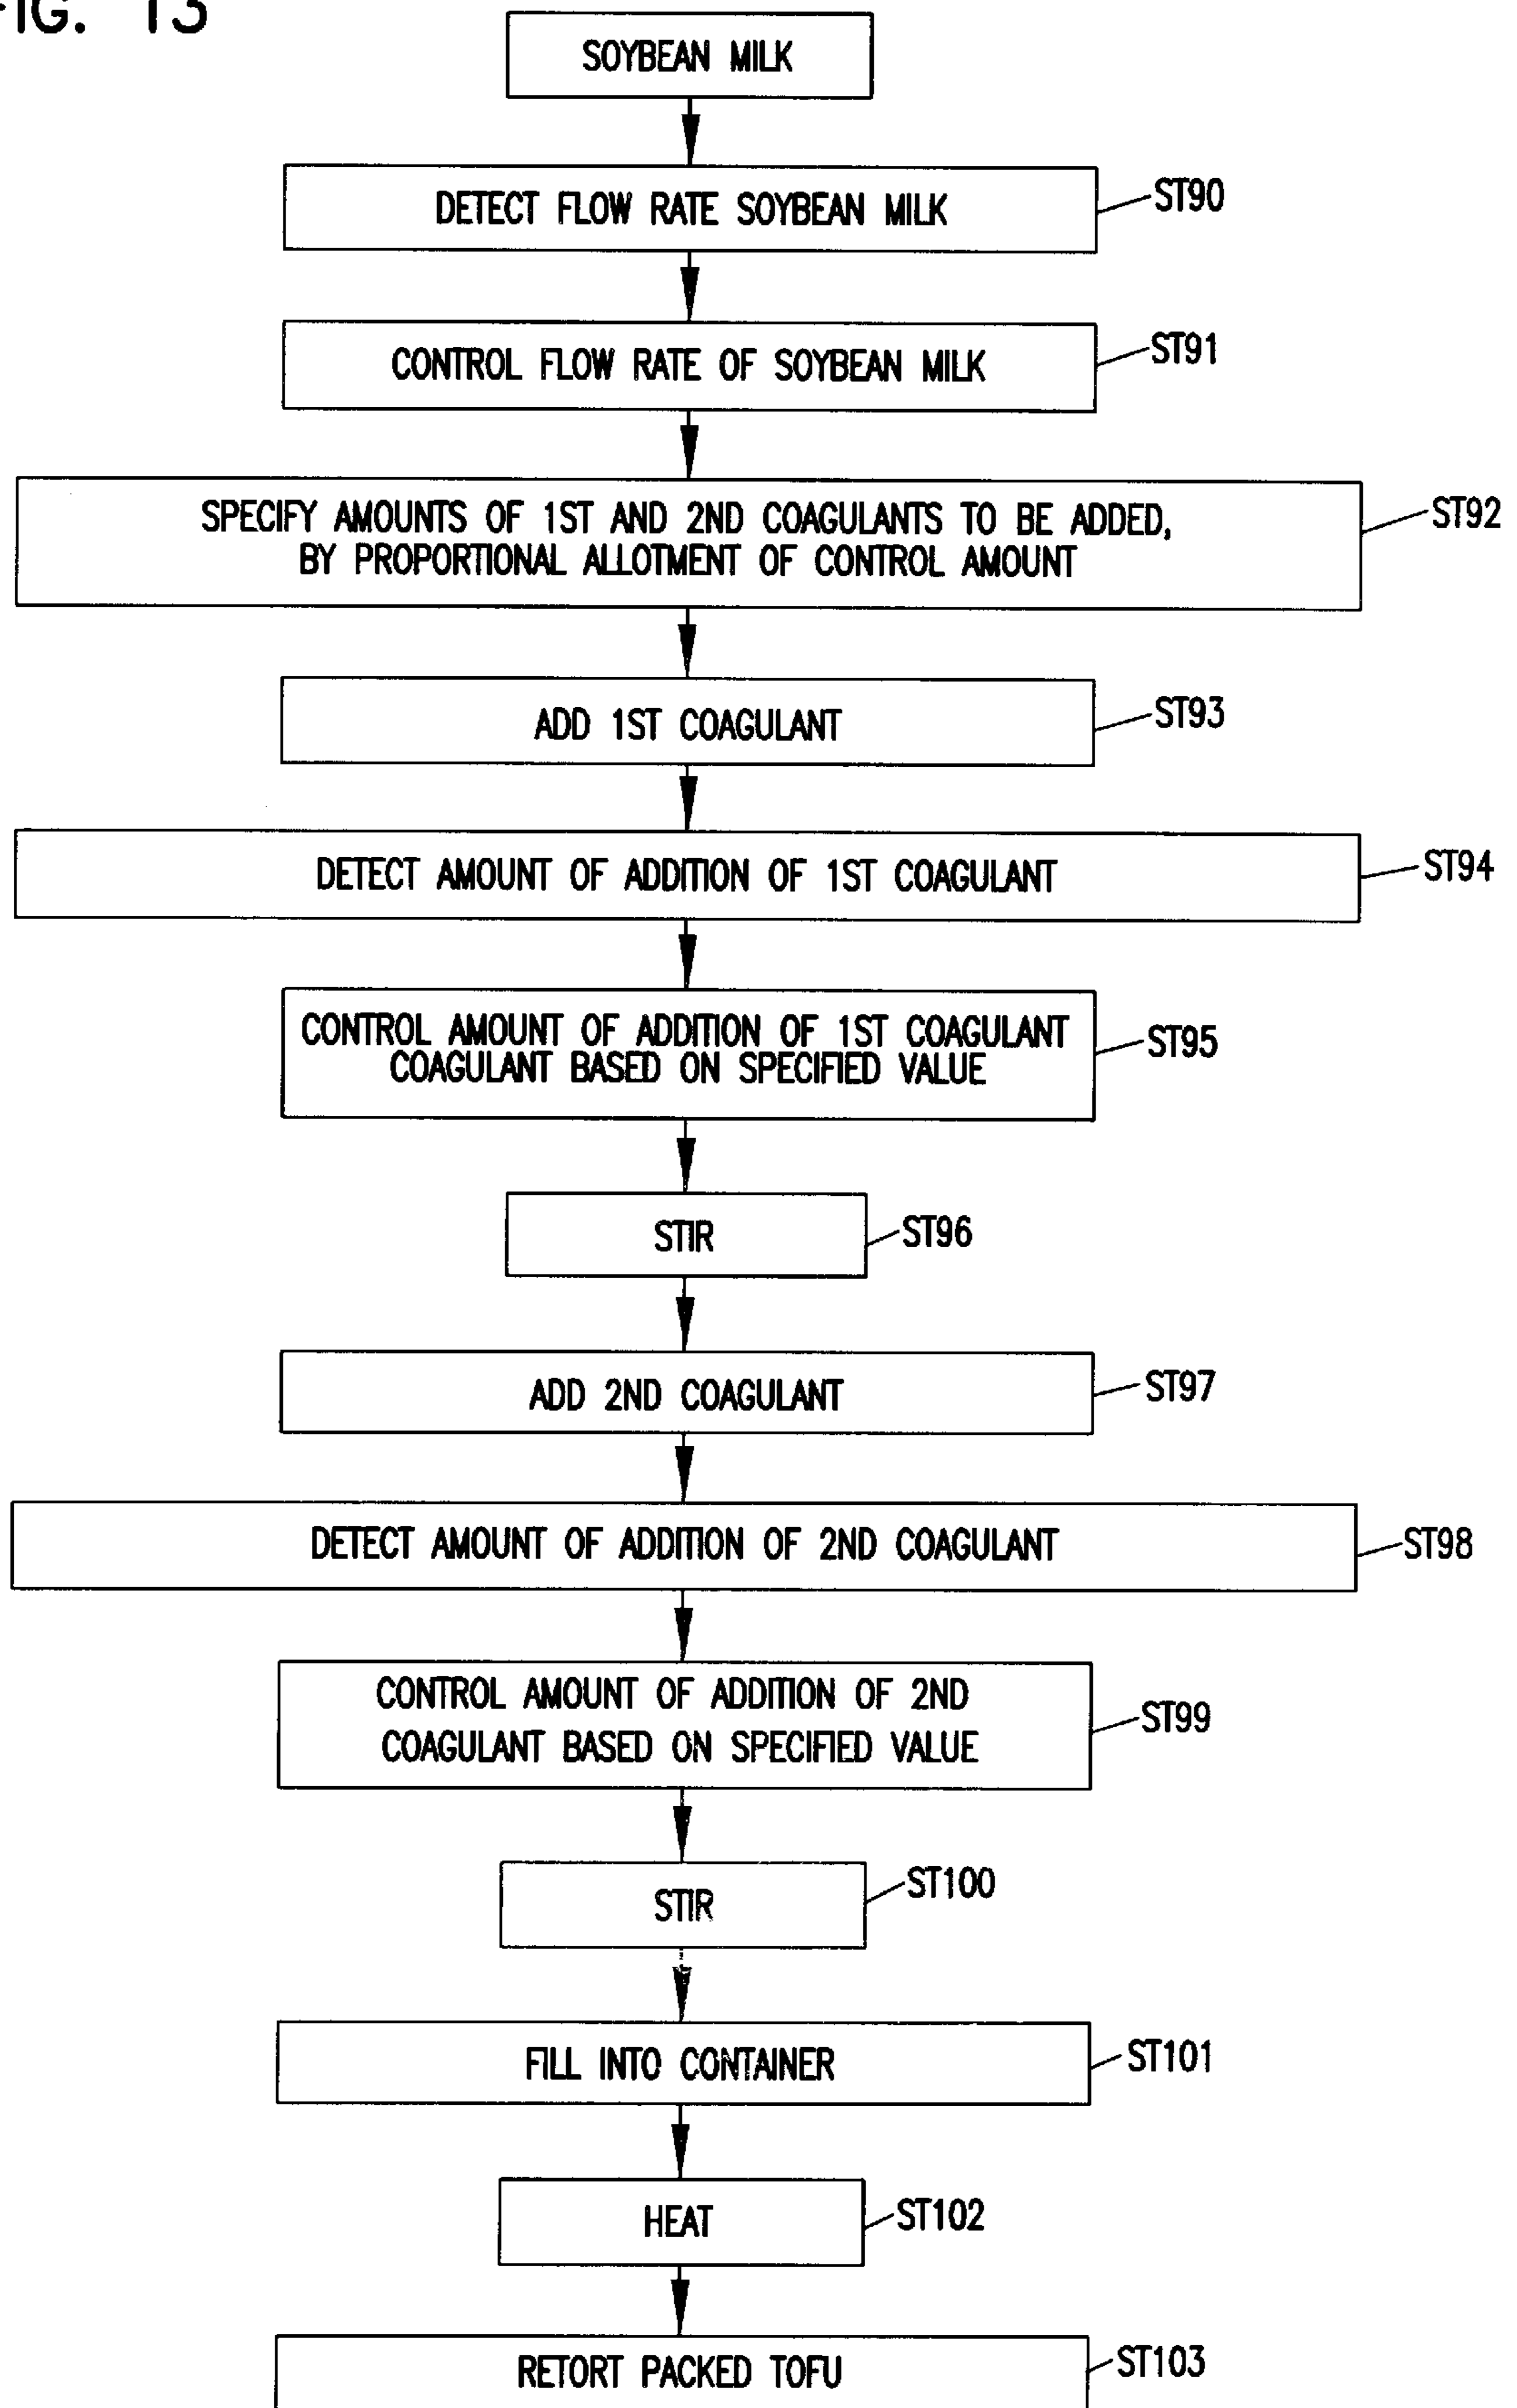 FIG. 13
SOYBEAN MILK
DETECT FLOW RATE SOYBEAN MILK
ST90
CONTROL FLOW RATE OF SOYBEAN MILK
ST91
SPECIFY AMOUNTS OF 1ST AND 2ND COAGULANTS TO BE ADDED,
BY PROPORTIONAL ALLOTMENT OF CONTROL AMOUNT
ST92
ADD 1ST COAGULANT
ST93
DETECT AMOUNT OF ADDITION OF 1ST COAGULANT
ST94
CONTROL AMOUNT OF ADDITION OF 1ST COAGULANT
COAGULANT BASED ON SPECIFIED VALUE
ST95
STIR
ST96
ADD 2ND COAGULANT
ST97
DETECT AMOUNT OF ADDITION OF 2ND COAGULANT
ST98
CONTROL AMOUNT OF ADDITION OF 2ND
COAGULANT BASED ON SPECIFIED VALUE
ST99
STIR
ST100
FILL INTO CONTAINER
ST101
HEAT
ST102
RETORT PACKED TOFU
ST103